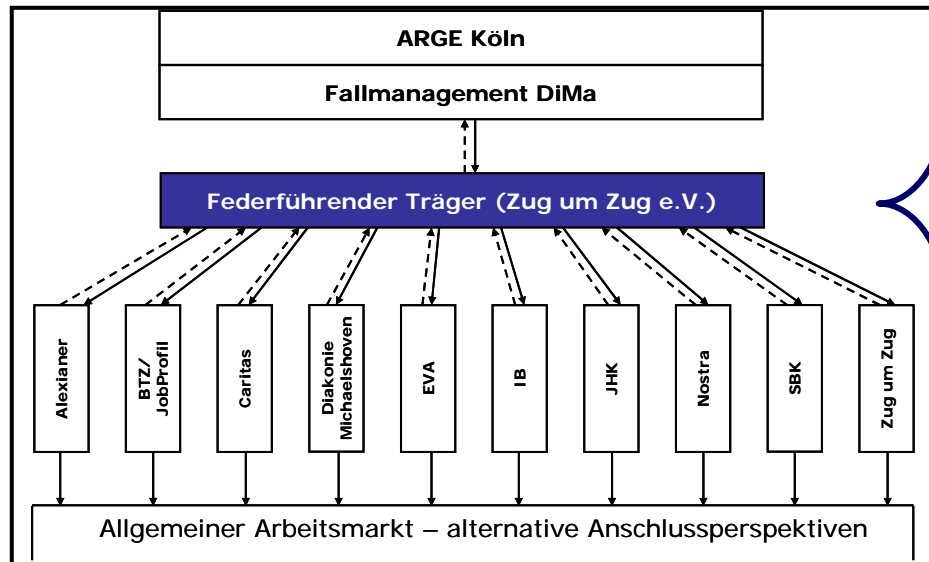 ARGE Köln
Fallmanagement DiMa
Federführender Träger (Zug um Zug e.V.)
Alexianer
BTZ/
JobProfil
Caritas
Diakonie
Michaelshoven
EVA
IB
JHK
Nostra
SBK
Zug um Zug
Allgemeiner Arbeitsmarkt – alternative Anschlussperspektiven